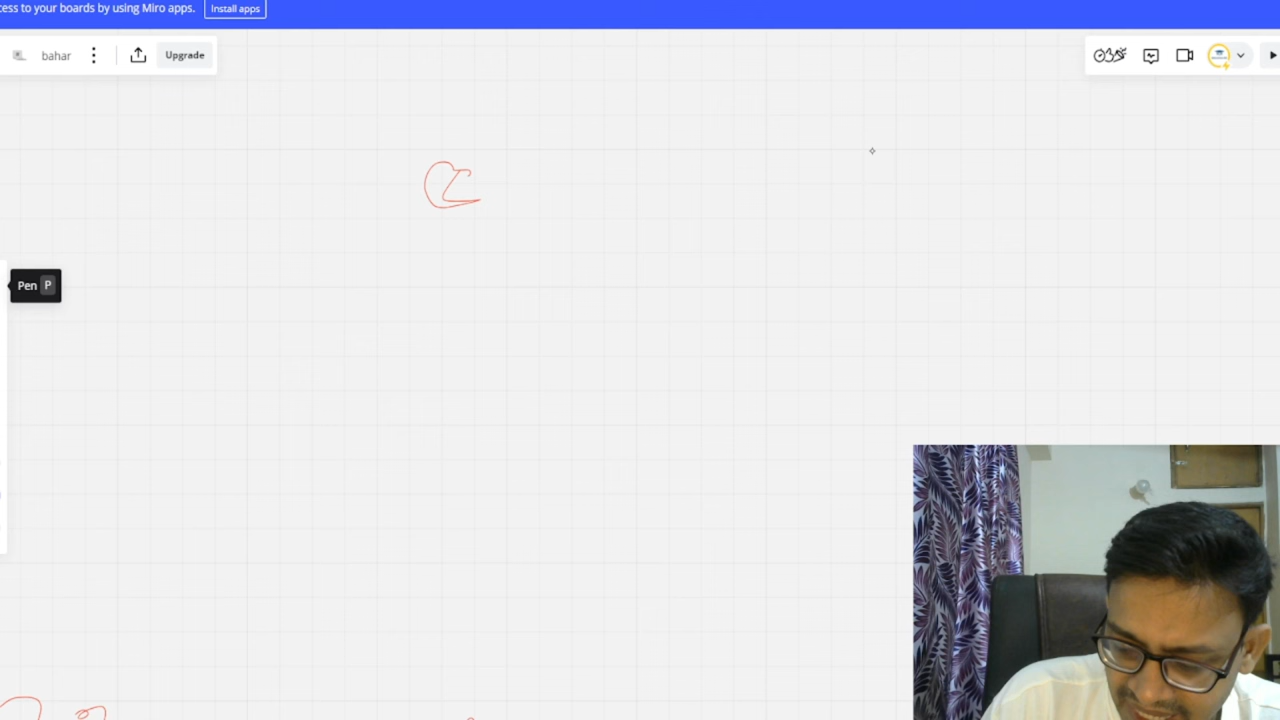 cess to your boards by using Miro apps. Install apps
bahar Upgrade
Pen P